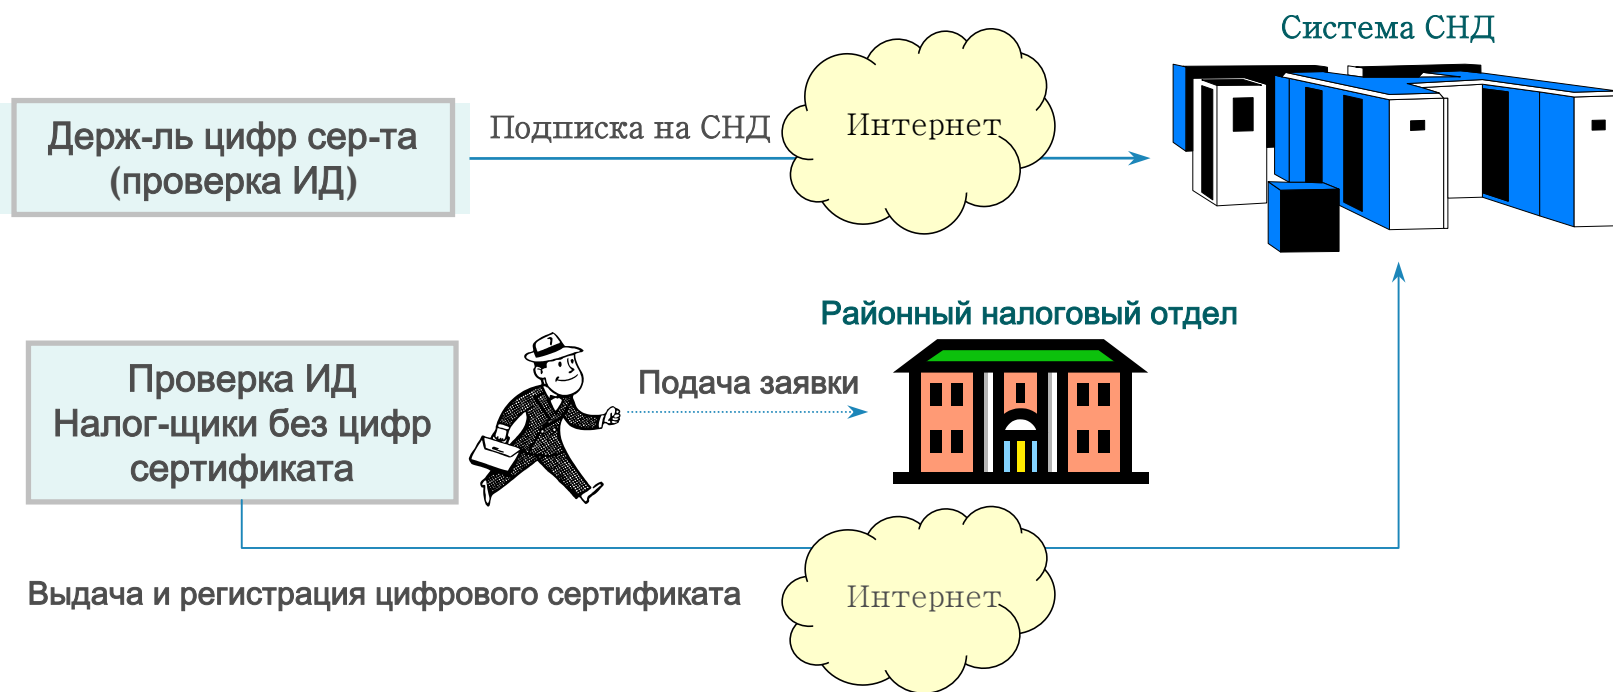 Система СНД
Держ-ль цифр сер-та
(проверка ИД)
Подписка на СНД
Интернет
Районный налоговый отдел
Проверка ИД
Налог-щики без цифр
сертификата
Подача заявки
Выдача и регистрация цифрового сертификата
Интернет